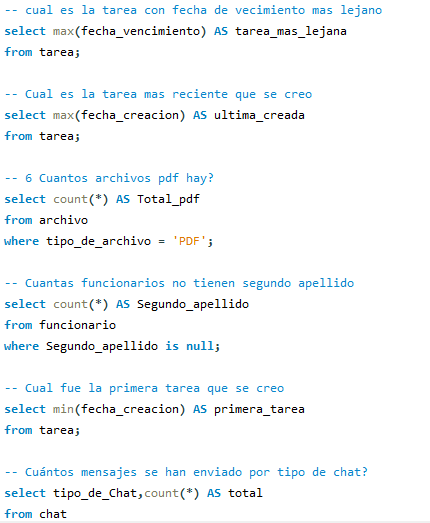 -- cual es la tarea con fecha de vecimiento mas lejano
select max(fecha_vencimiento) AS tarea_mas_lejana
from tarea;
-- Cual es la tarea mas reciente que se creo
select max(fecha_creacion) AS ultima_creada
from tarea;
-- 6 Cuantos archivos pdf hay?
select count(*) AS Total_pdf
from archivo
where tipo_de_archivo = 'PDF';
-- Cuantas funcionarios no tienen segundo apellido
select count(*) AS Segundo_apellido
from funcionario
where Segundo_apellido is null;
-- Cual fue la primera tarea que se creo
select min(fecha_creacion) AS primera_tarea
from tarea;
-- Cuántos mensajes se han enviado por tipo de chat?
select tipo_de_Chat,count(*) AS total
from chat